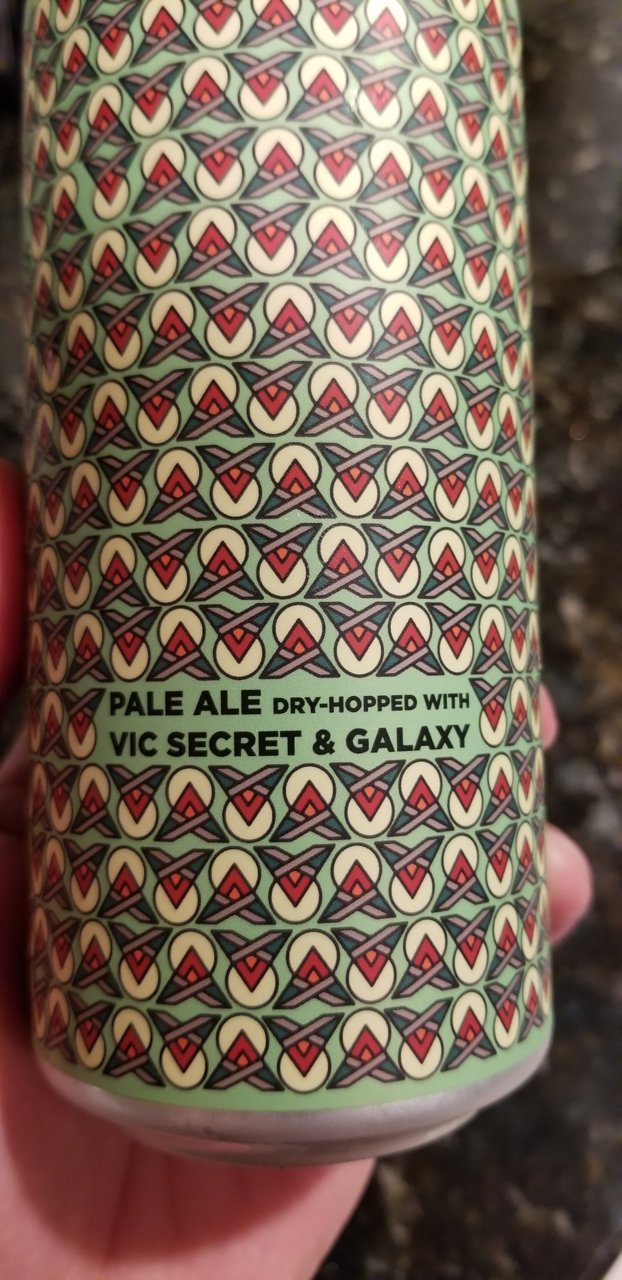 PALE ALE DRY-HOPPED WITH
VIC SECRET & GALAXY